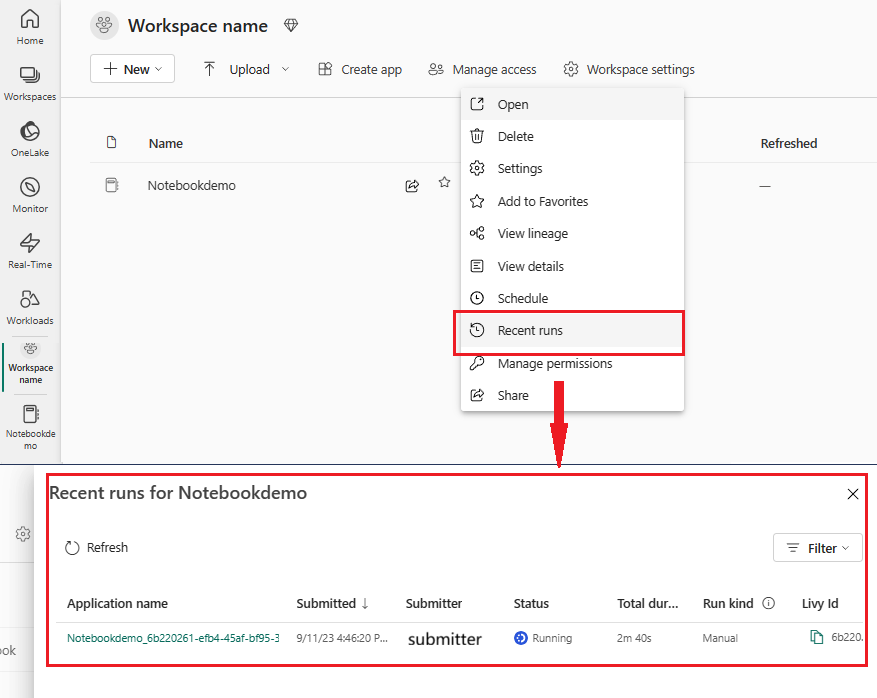 Home
Workspaces
OneLake
Monitor
Real-Time
Workloads
Workspace
name
Notebookde
mo
Workspace name
New
Upload
Create app
Manage access
Workspace settings
Name
Refreshed
Notebookdemo
—
Open
Delete
Settings
Add to Favorites
View lineage
View details
Schedule
Recent runs
Manage permissions
Share
ook
Recent runs for Notebookdemo
Refresh
Filter
Application name Submitted ↓ Submitter Status Total dur... Run kind Livy Id
Notebookdemo_6b220261-efb4-45af-bf95-3 9/11/23 4:46:20 P... submitter Running 2m 40s Manual 6b220.